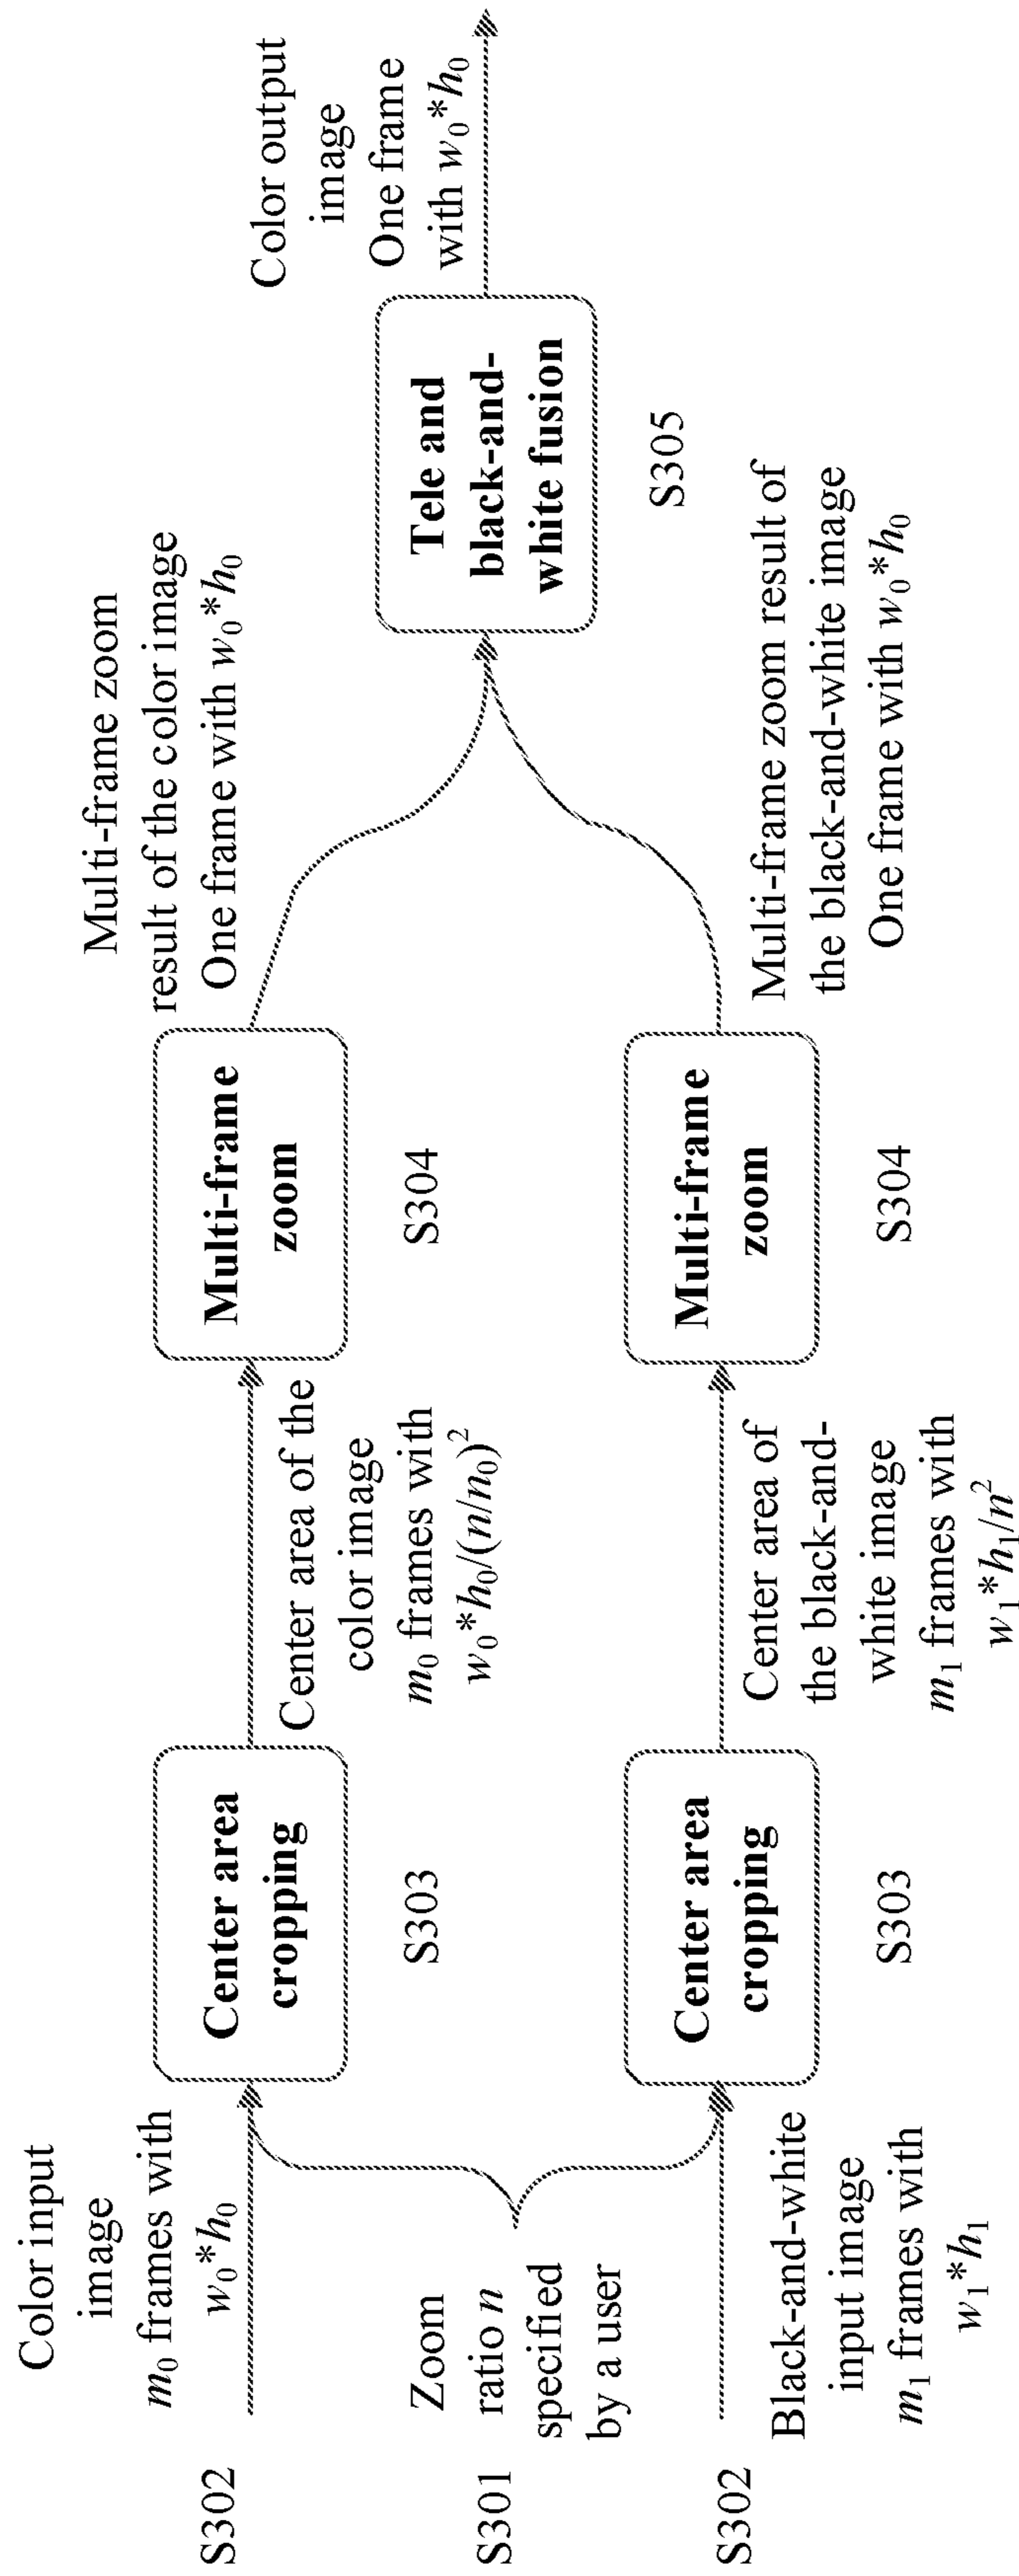 S302
Color input
image
m₀ frames with
w₀*h₀
S301
Zoom
ratio n
specified
by a user
S302
Black-and-white
input image
m₁ frames with
w₁*h₁
Center area
cropping
S303
Center area
cropping
S303
Center area of the
color image
m₀ frames with
w₀*h₀/(n/n₀)²
Center area of
the black-and-
white image
m₁ frames with
w₁*h₁/n²
Multi-frame
zoom
S304
Multi-frame
zoom
S304
Multi-frame zoom
result of the color image
One frame with w₀*h₀
Multi-frame zoom result of
the black-and-white image
One frame with w₀*h₀
Tele and
black-and-
white fusion
S305
Color output
image
One frame
with w₀*h₀